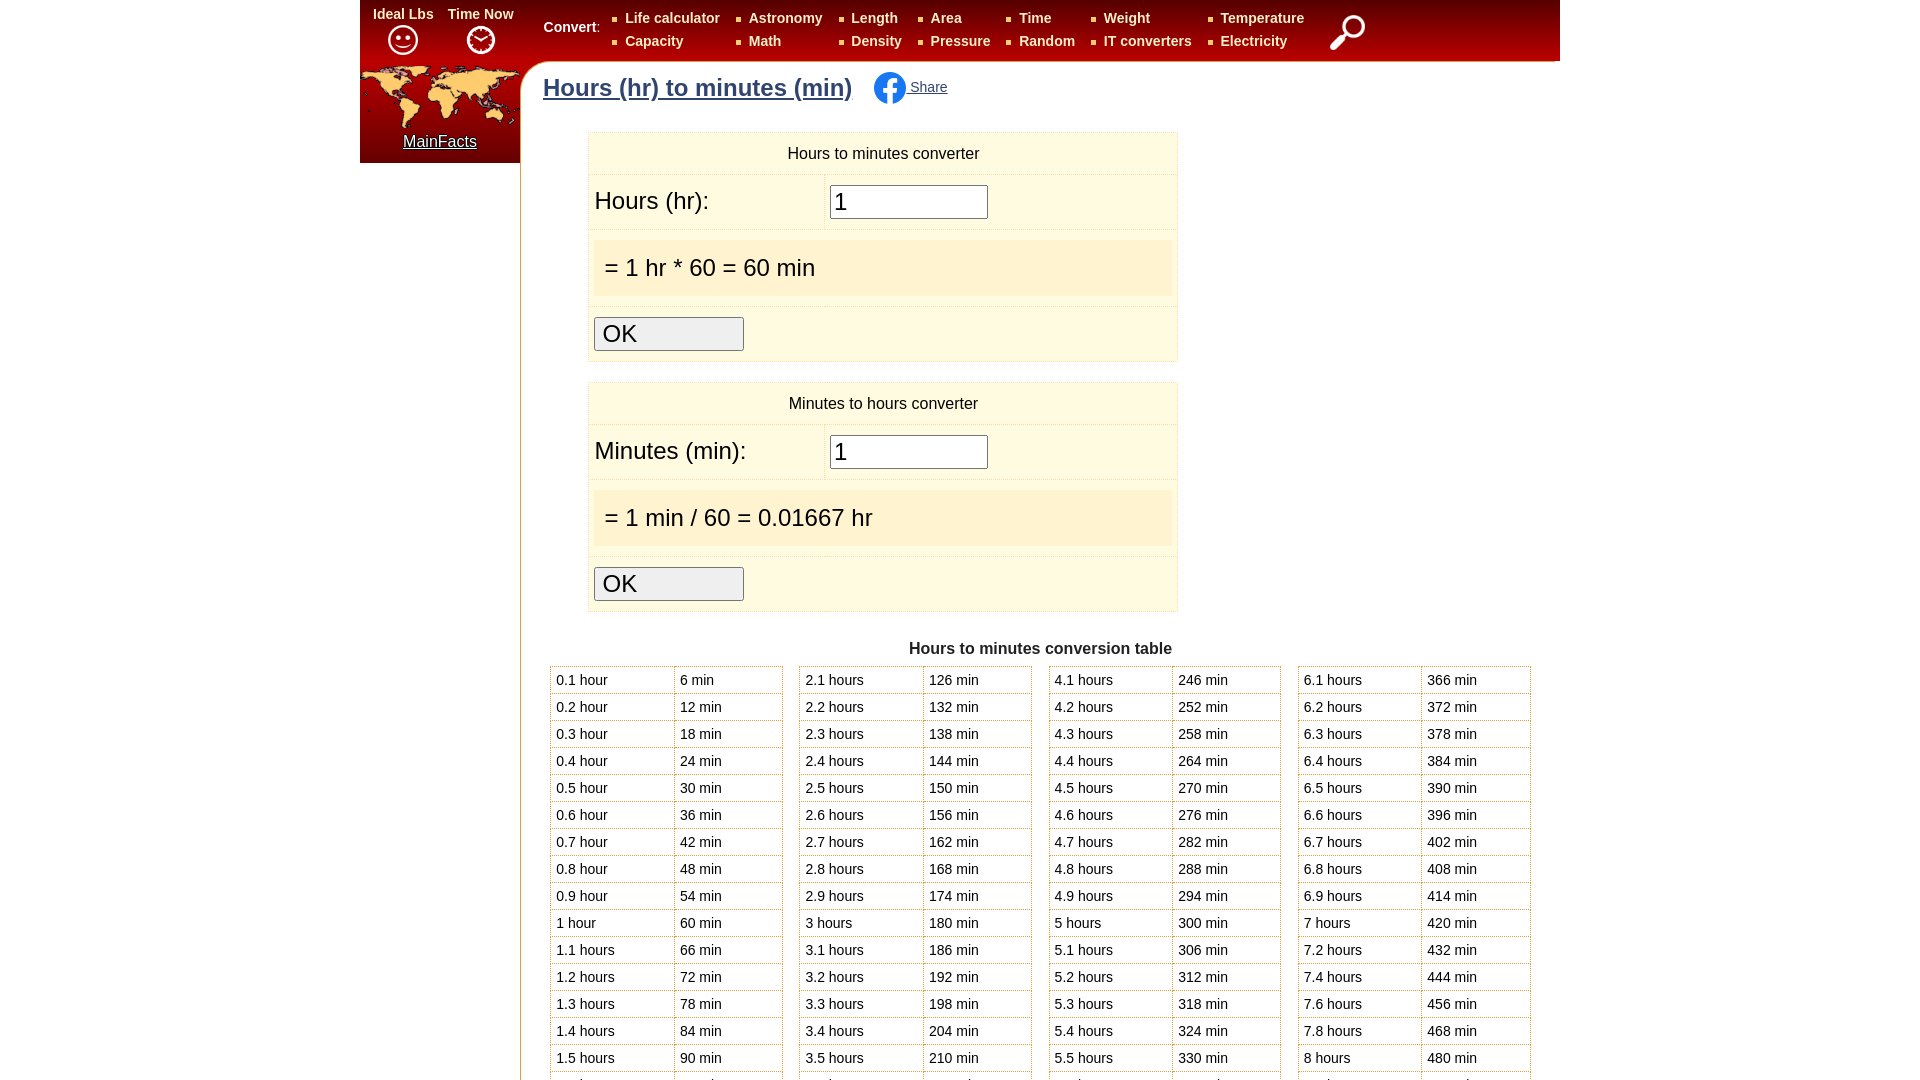 Ideal Lbs Time Now
Convert:
Life calculator Astronomy Length Area Time Weight Temperature
Capacity Math Density Pressure Random IT converters Electricity
MainFacts
Hours (hr) to minutes (min) Share
Hours to minutes converter
Hours (hr): 1
= 1 hr * 60 = 60 min
OK
Minutes to hours converter
Minutes (min): 1
= 1 min / 60 = 0.01667 hr
OK
Hours to minutes conversion table
0.1 hour 6 min 2.1 hours 126 min 4.1 hours 246 min 6.1 hours 366 min
0.2 hour 12 min 2.2 hours 132 min 4.2 hours 252 min 6.2 hours 372 min
0.3 hour 18 min 2.3 hours 138 min 4.3 hours 258 min 6.3 hours 378 min
0.4 hour 24 min 2.4 hours 144 min 4.4 hours 264 min 6.4 hours 384 min
0.5 hour 30 min 2.5 hours 150 min 4.5 hours 270 min 6.5 hours 390 min
0.6 hour 36 min 2.6 hours 156 min 4.6 hours 276 min 6.6 hours 396 min
0.7 hour 42 min 2.7 hours 162 min 4.7 hours 282 min 6.7 hours 402 min
0.8 hour 48 min 2.8 hours 168 min 4.8 hours 288 min 6.8 hours 408 min
0.9 hour 54 min 2.9 hours 174 min 4.9 hours 294 min 6.9 hours 414 min
1 hour 60 min 3 hours 180 min 5 hours 300 min 7 hours 420 min
1.1 hours 66 min 3.1 hours 186 min 5.1 hours 306 min 7.2 hours 432 min
1.2 hours 72 min 3.2 hours 192 min 5.2 hours 312 min 7.4 hours 444 min
1.3 hours 78 min 3.3 hours 198 min 5.3 hours 318 min 7.6 hours 456 min
1.4 hours 84 min 3.4 hours 204 min 5.4 hours 324 min 7.8 hours 468 min
1.5 hours 90 min 3.5 hours 210 min 5.5 hours 330 min 8 hours 480 min